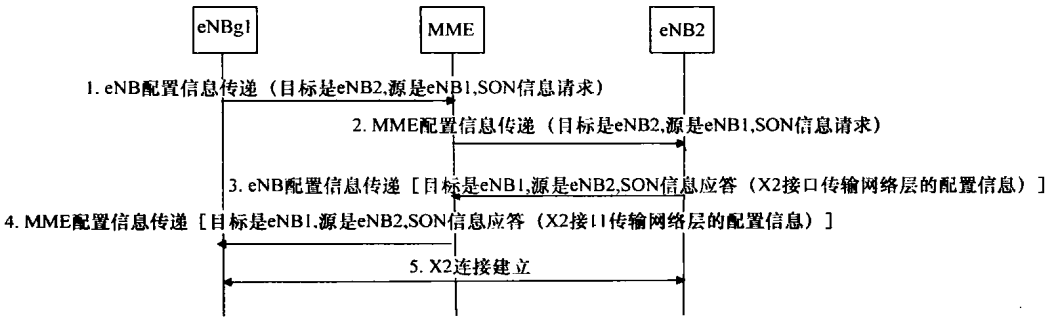 eNBg1 MME eNB2
1. eNB配置信息传递（目标是eNB2,源是eNB1,SON信息请求）
2. MME配置信息传递（目标是eNB2,源是eNB1,SON信息请求）
3. eNB配置信息传递［目标是eNB1,源是eNB2,SON信息应答（X2接口传输网络层的配置信息）］
4. MME配置信息传递［目标是eNB1,源是eNB2,SON信息应答（X2接口传输网络层的配置信息）］
5. X2连接建立